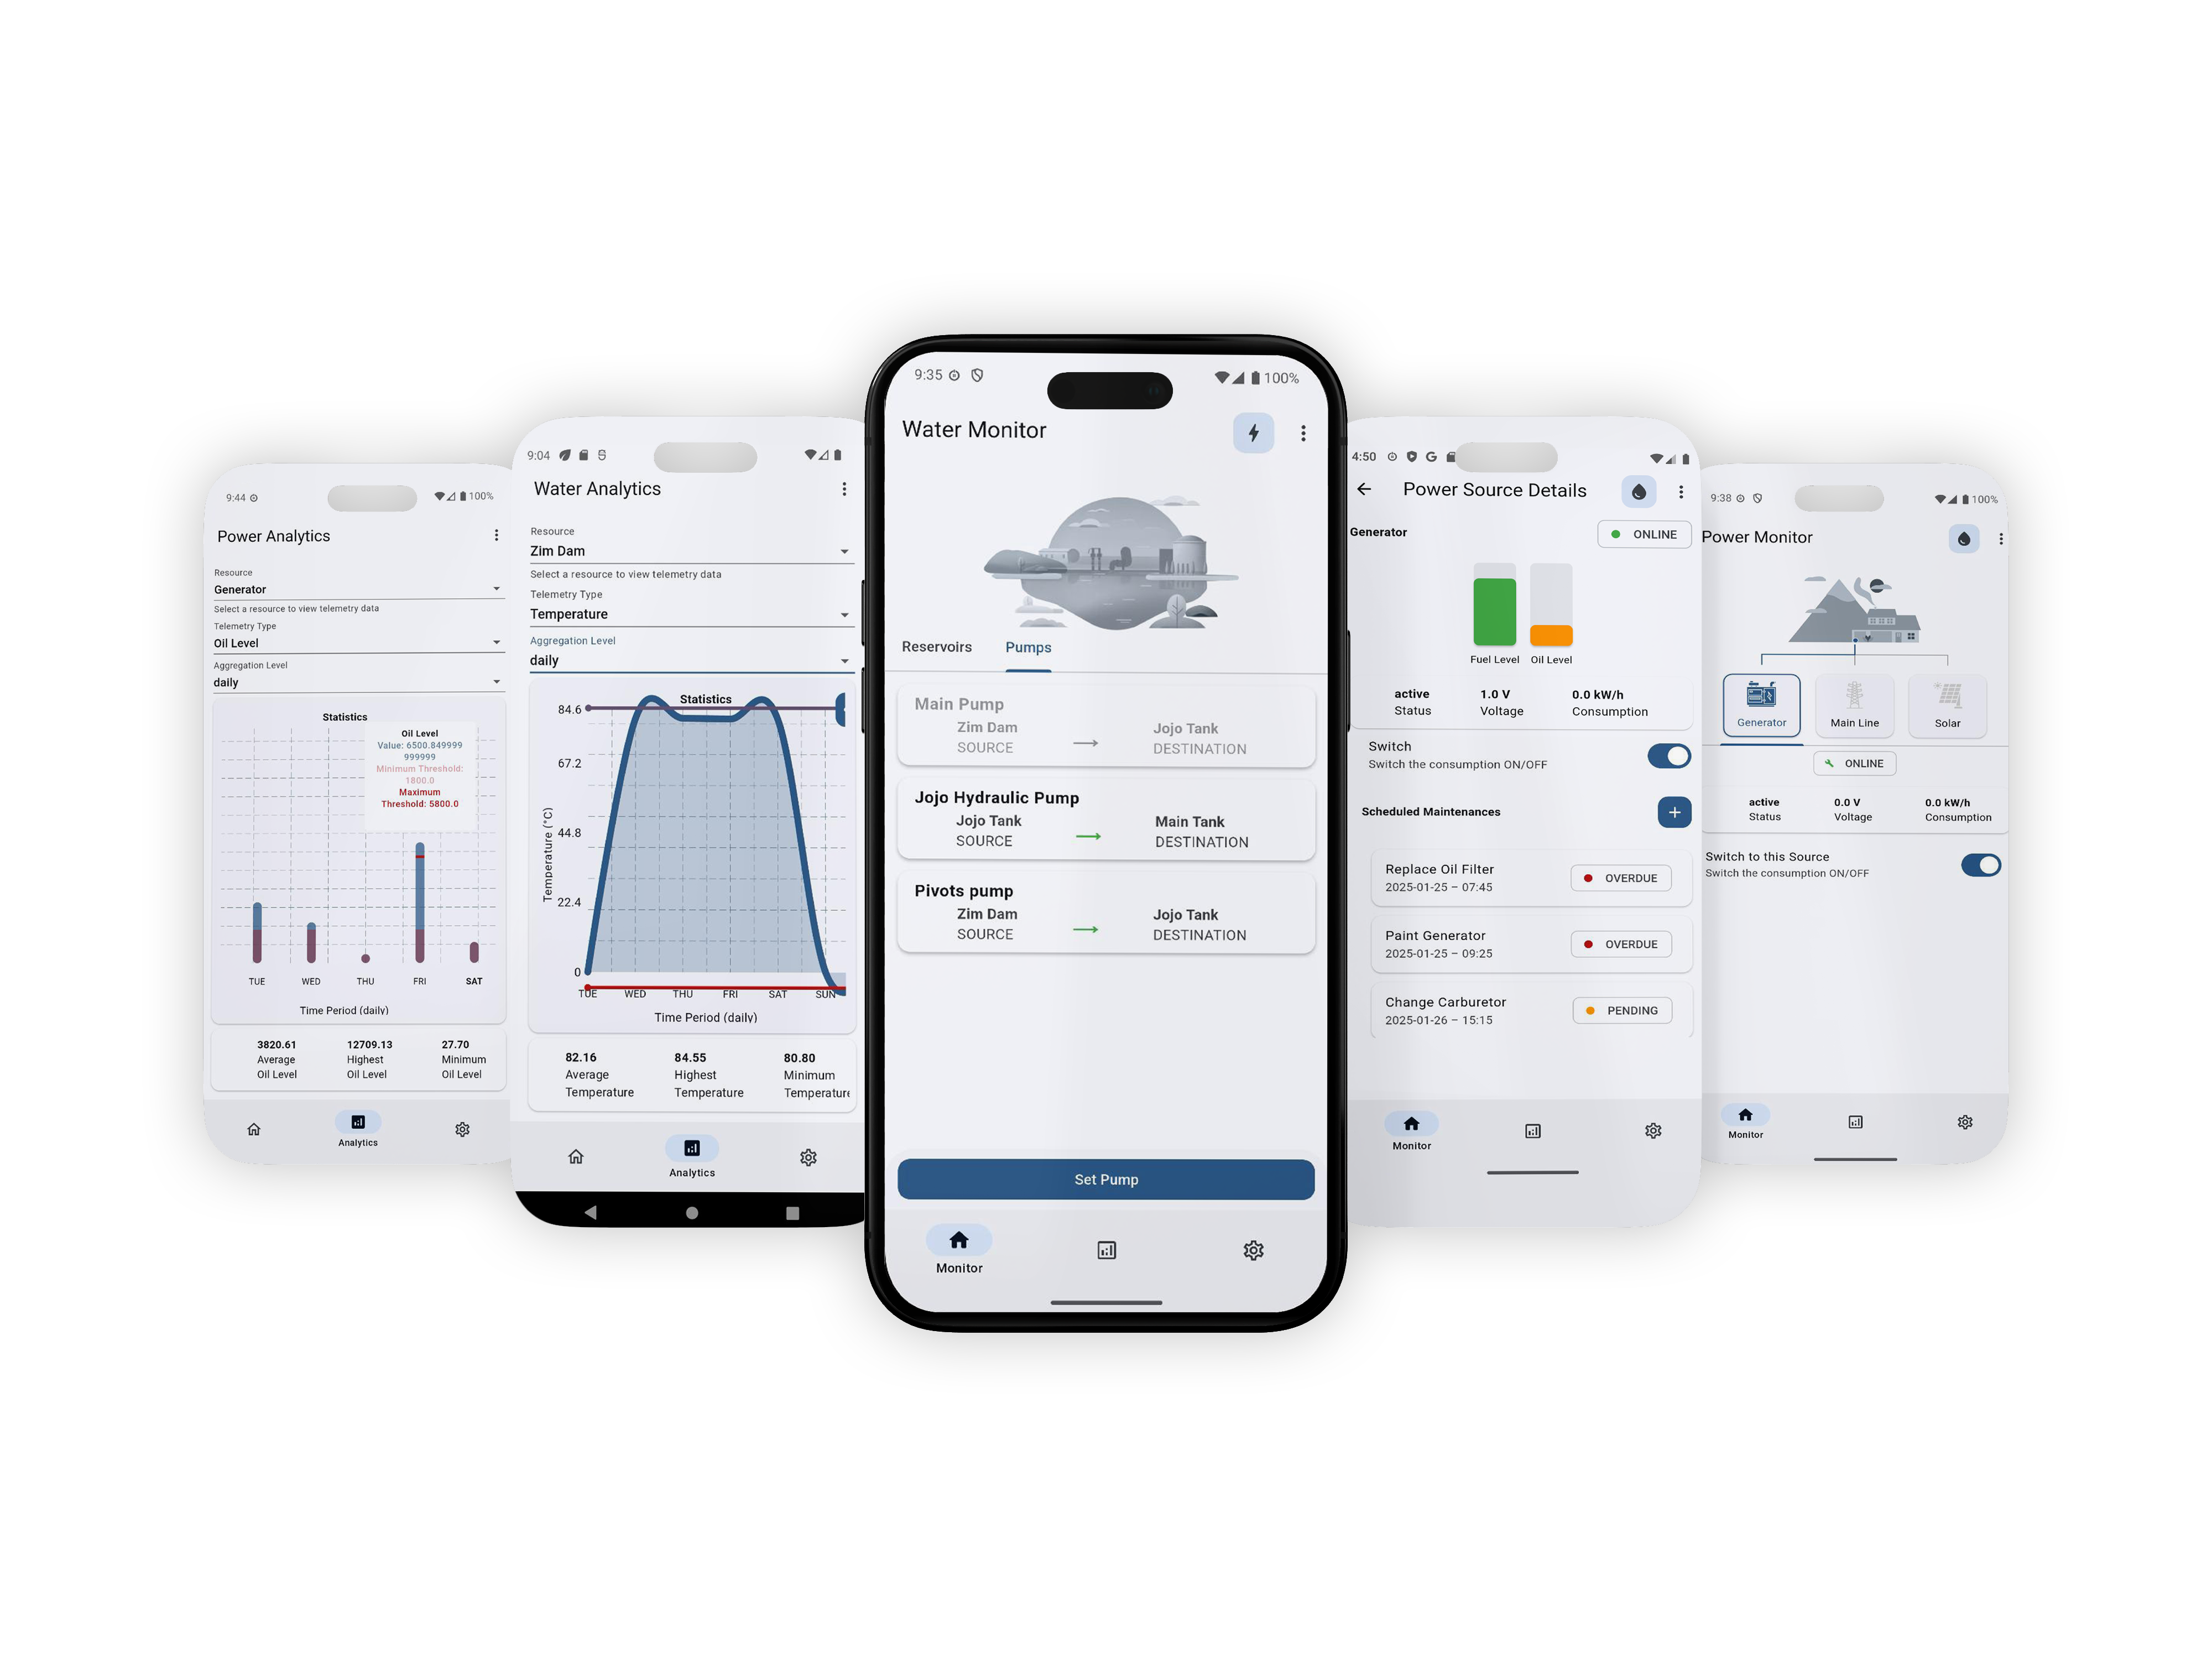 9:44
100%
Power Analytics
Resource
Generator
Select a resource to view telemetry data
Telemetry Type
Oil Level
Aggregation Level
daily
Statistics
Oil Level
Value: 6500.849999
999999
Minimum Threshold:
1800.0
Maximum
Threshold: 5800.0
TUE WED THU FRI SAT
Time Period (daily)
3820.61 12709.13 27.70
Average Highest Minimum
Oil Level Oil Level Oil Level
Analytics
9:04
Water Analytics
Resource
Zim Dam
Select a resource to view telemetry data
Telemetry Type
Temperature
Aggregation Level
daily
Statistics
84.6
67.2
44.8
22.4
0
Temperature (°C)
TUE WED THU FRI SAT SUN
Time Period (daily)
82.16 84.55 80.80
Average Highest Minimum
Temperature Temperature Temperature
Analytics
9:35
100%
Water Monitor
Reservoirs Pumps
Main Pump
Zim Dam Jojo Tank
SOURCE → DESTINATION
Jojo Hydraulic Pump
Jojo Tank Main Tank
SOURCE → DESTINATION
Pivots pump
Zim Dam Jojo Tank
SOURCE → DESTINATION
Set Pump
Monitor
4:50
G
Power Source Details
Generator
ONLINE
Fuel Level Oil Level
active 1.0 V 0.0 kW/h
Status Voltage Consumption
Switch
Switch the consumption ON/OFF
Scheduled Maintenances
+
Replace Oil Filter
2025-01-25 – 07:45
OVERDUE
Paint Generator
2025-01-25 – 09:25
OVERDUE
Change Carburetor
2025-01-26 – 15:15
PENDING
Monitor
9:38
100%
Power Monitor
Generator Main Line Solar
ONLINE
active 0.0 V 0.0 kW/h
Status Voltage Consumption
Switch to this Source
Switch the consumption ON/OFF
Monitor